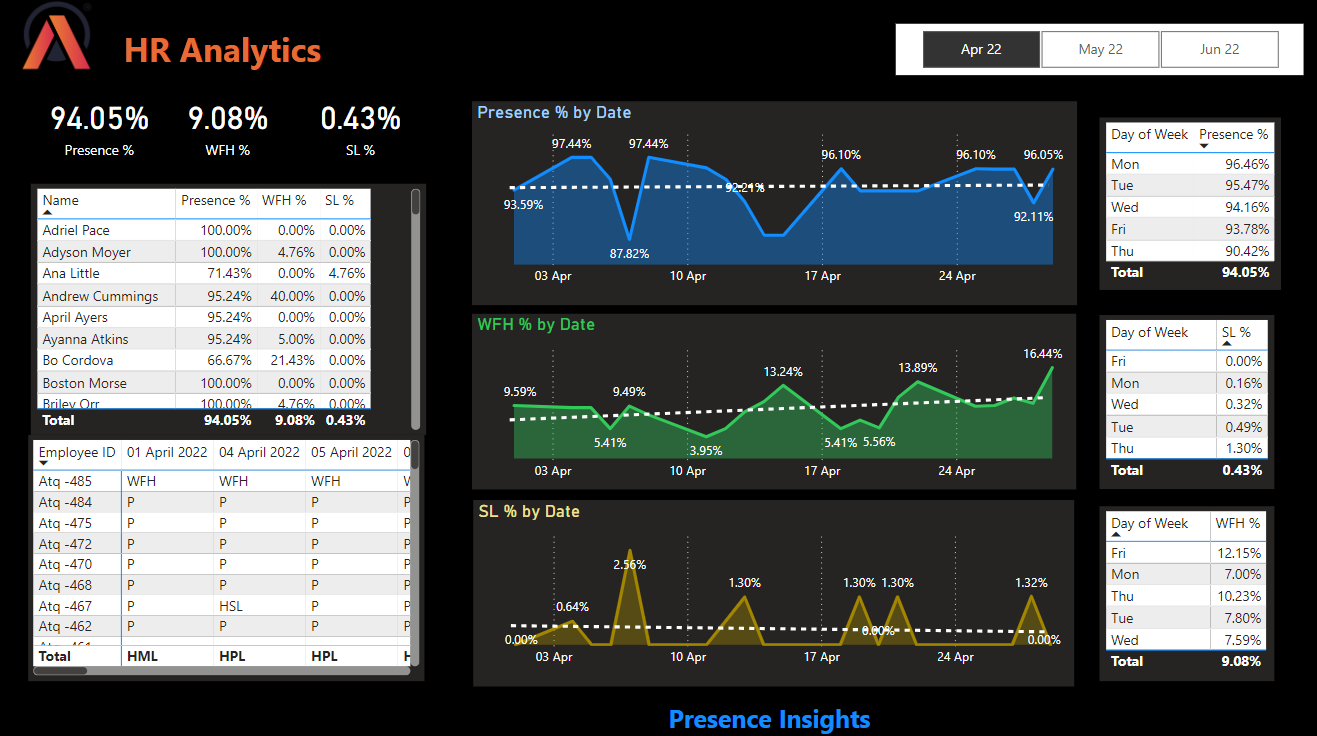 HR Analytics
Apr 22 May 22 Jun 22
94.05% 9.08% 0.43%
Presence % WFH % SL %
Name Presence % WFH % SL %
Adriel Pace 100.00% 0.00% 0.00%
Adyson Moyer 100.00% 4.76% 0.00%
Ana Little 71.43% 0.00% 4.76%
Andrew Cummings 95.24% 40.00% 0.00%
April Ayers 95.24% 0.00% 0.00%
Ayanna Atkins 95.24% 5.00% 0.00%
Bo Cordova 66.67% 21.43% 0.00%
Boston Morse 100.00% 0.00% 0.00%
Briley Orr 100.00% 4.76% 0.00%
Total 94.05% 9.08% 0.43%
Employee ID 01 April 2022 04 April 2022 05 April 2022 0
Atq -485 WFH WFH WFH W
Atq -484 P P P P
Atq -475 P P P P
Atq -472 P P P P
Atq -470 P P P P
Atq -468 P P P P
Atq -467 P HSL P P
Atq -462 P P P P
Total HML HPL HPL H
Presence % by Date
97.44% 97.44% 96.10% 96.10% 96.05%
92.21%
93.59% 92.11%
87.82%
03 Apr 10 Apr 17 Apr 24 Apr
WFH % by Date
16.44%
13.24% 13.89%
9.59% 9.49%
5.41% 3.95% 5.41% 5.56%
03 Apr 10 Apr 17 Apr 24 Apr
SL % by Date
2.56%
1.30% 1.30% 1.30% 1.32%
0.64%
0.00% 0.00% 0.00%
03 Apr 10 Apr 17 Apr 24 Apr
Day of Week Presence %
Mon 96.46%
Tue 95.47%
Wed 94.16%
Fri 93.78%
Thu 90.42%
Total 94.05%
Day of Week SL %
Fri 0.00%
Mon 0.16%
Wed 0.32%
Tue 0.49%
Thu 1.30%
Total 0.43%
Day of Week WFH %
Fri 12.15%
Mon 7.00%
Thu 10.23%
Tue 7.80%
Wed 7.59%
Total 9.08%
Presence Insights